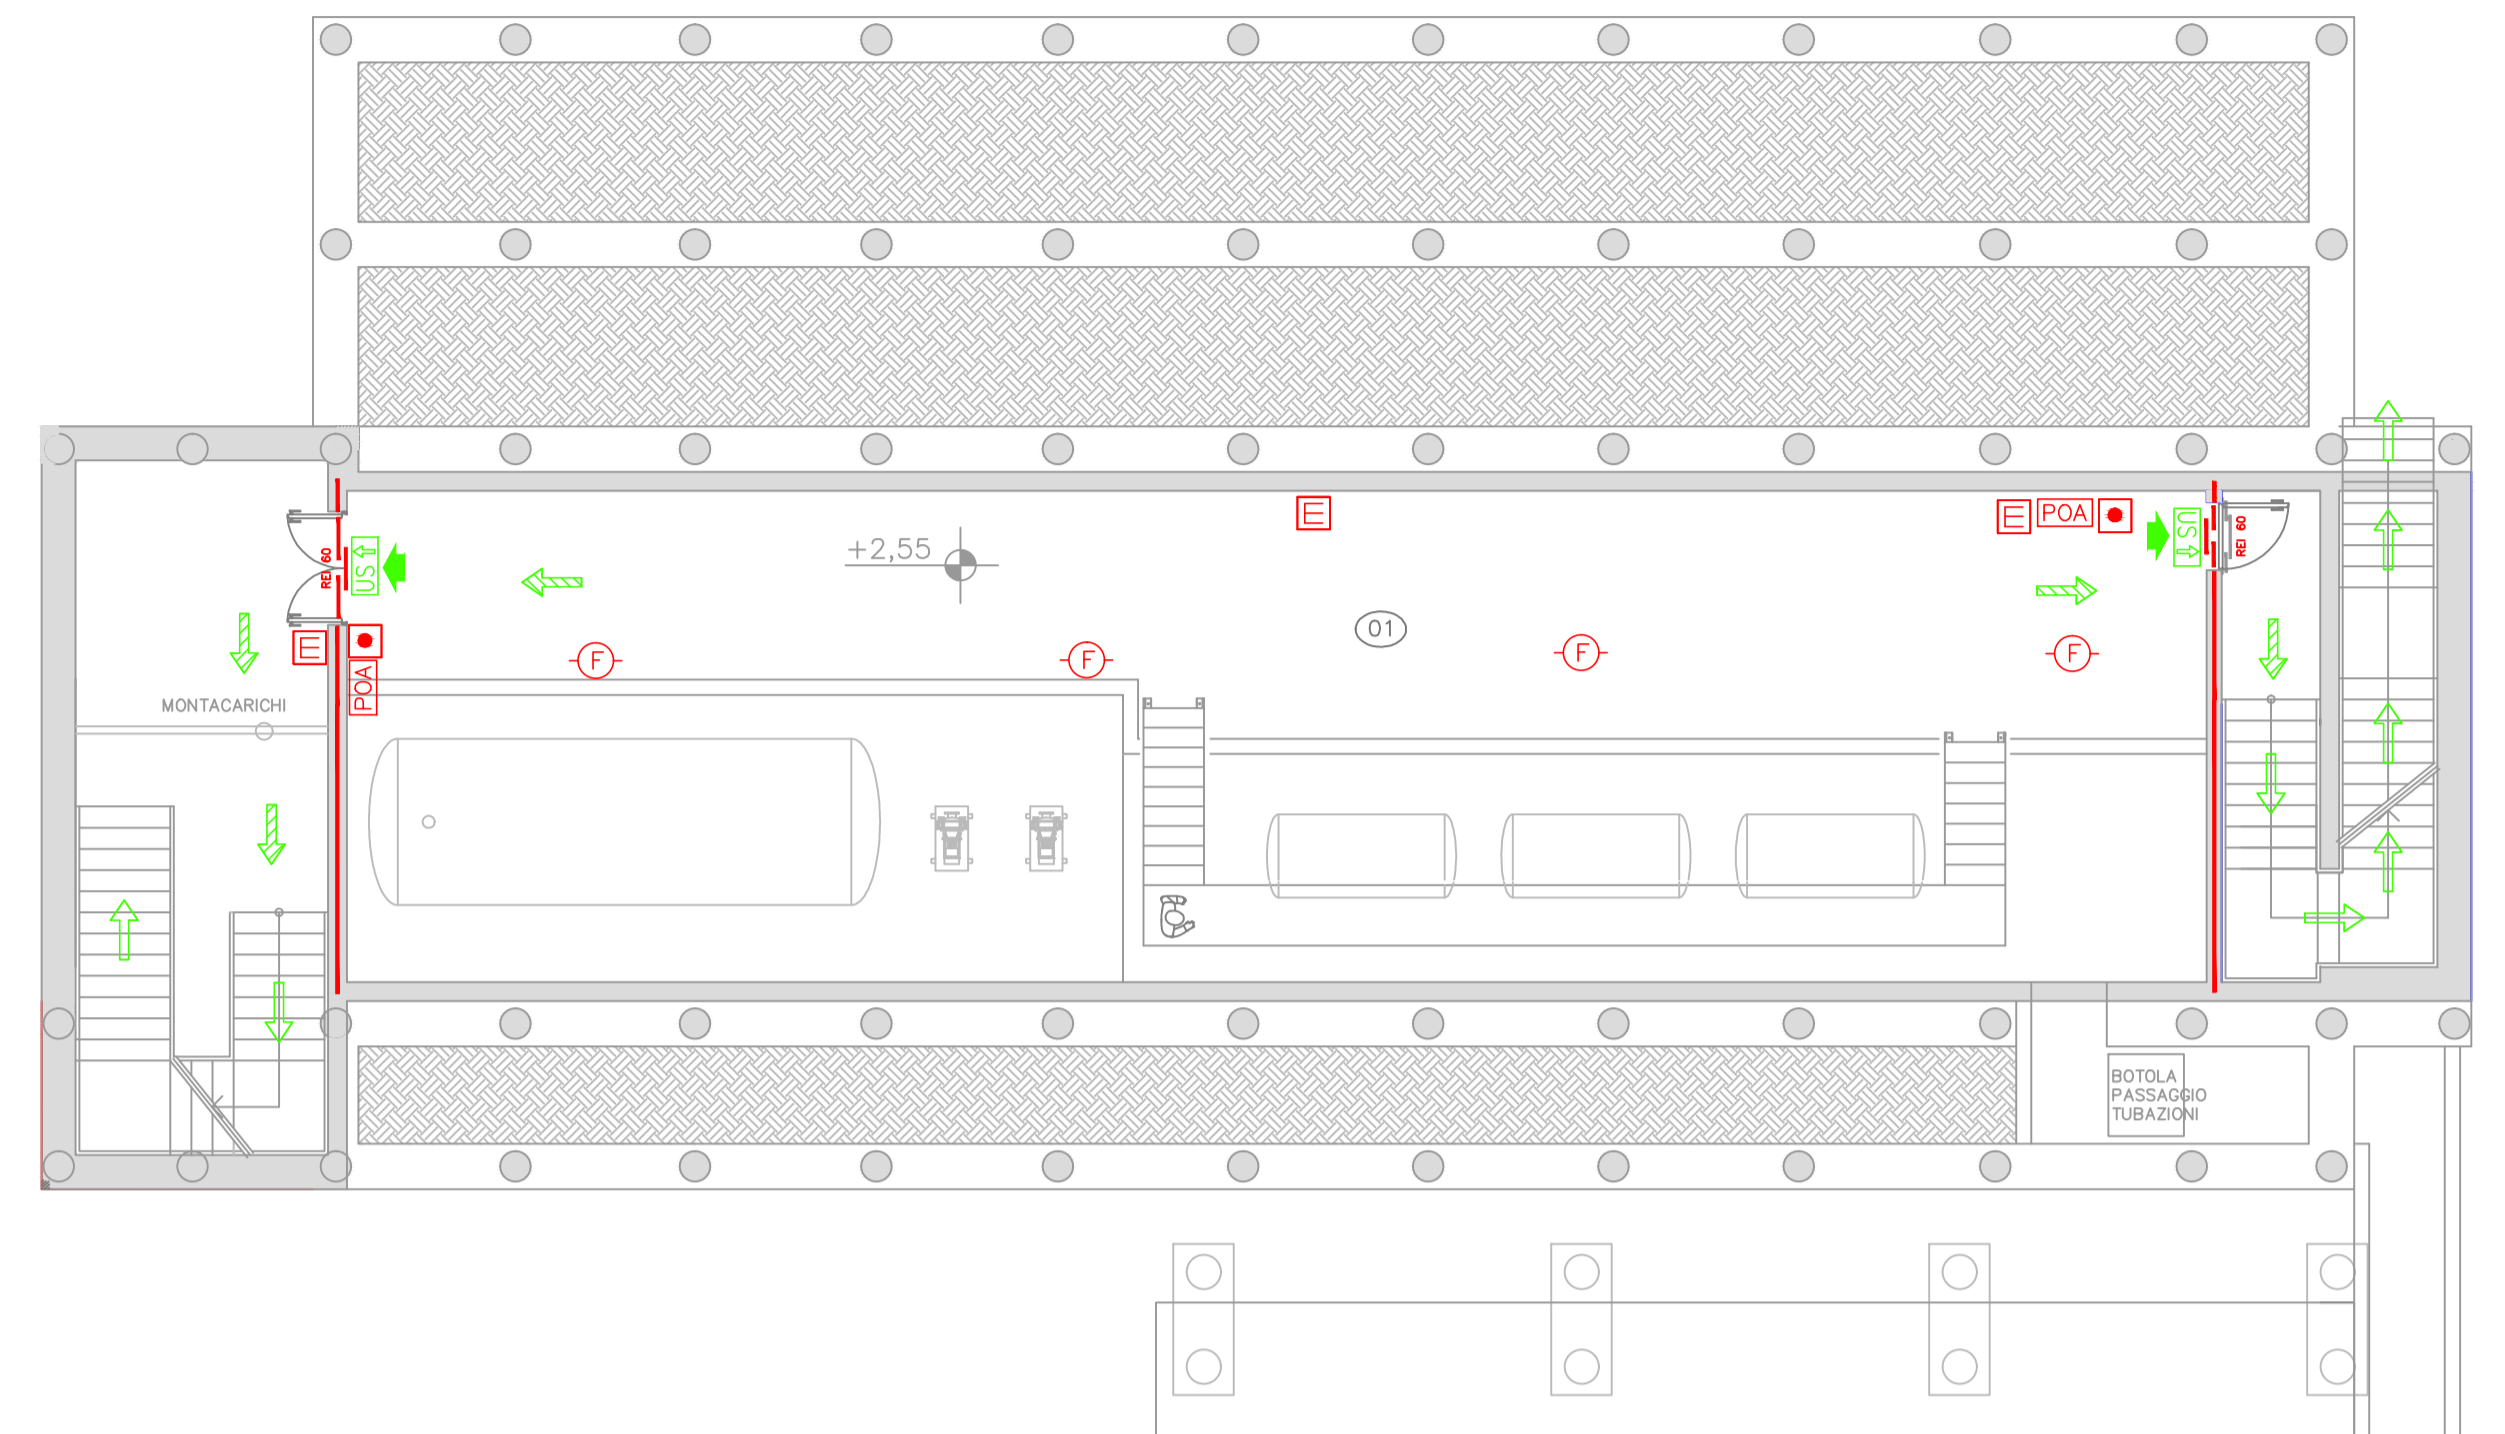 E
E
POA
US
REI 60
+2,55
US
REI 60
01
E
F
F
F
F
POA
MONTACARICHI
BOTOLA
PASSAGGIO
TUBAZIONI